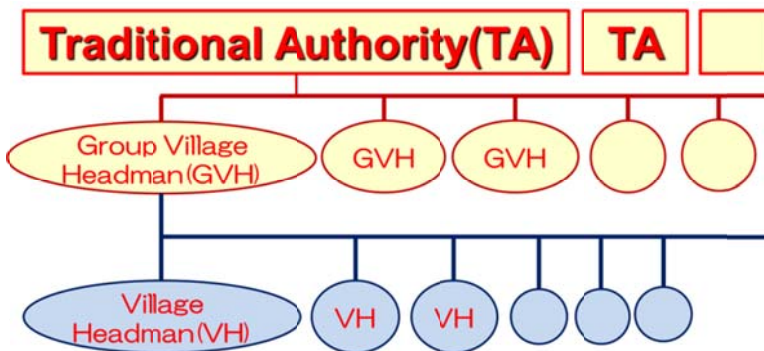 Traditional Authority(TA)
TA
Group Village
Headman(GVH)
GVH
GVH
Village
Headman(VH)
VH
VH